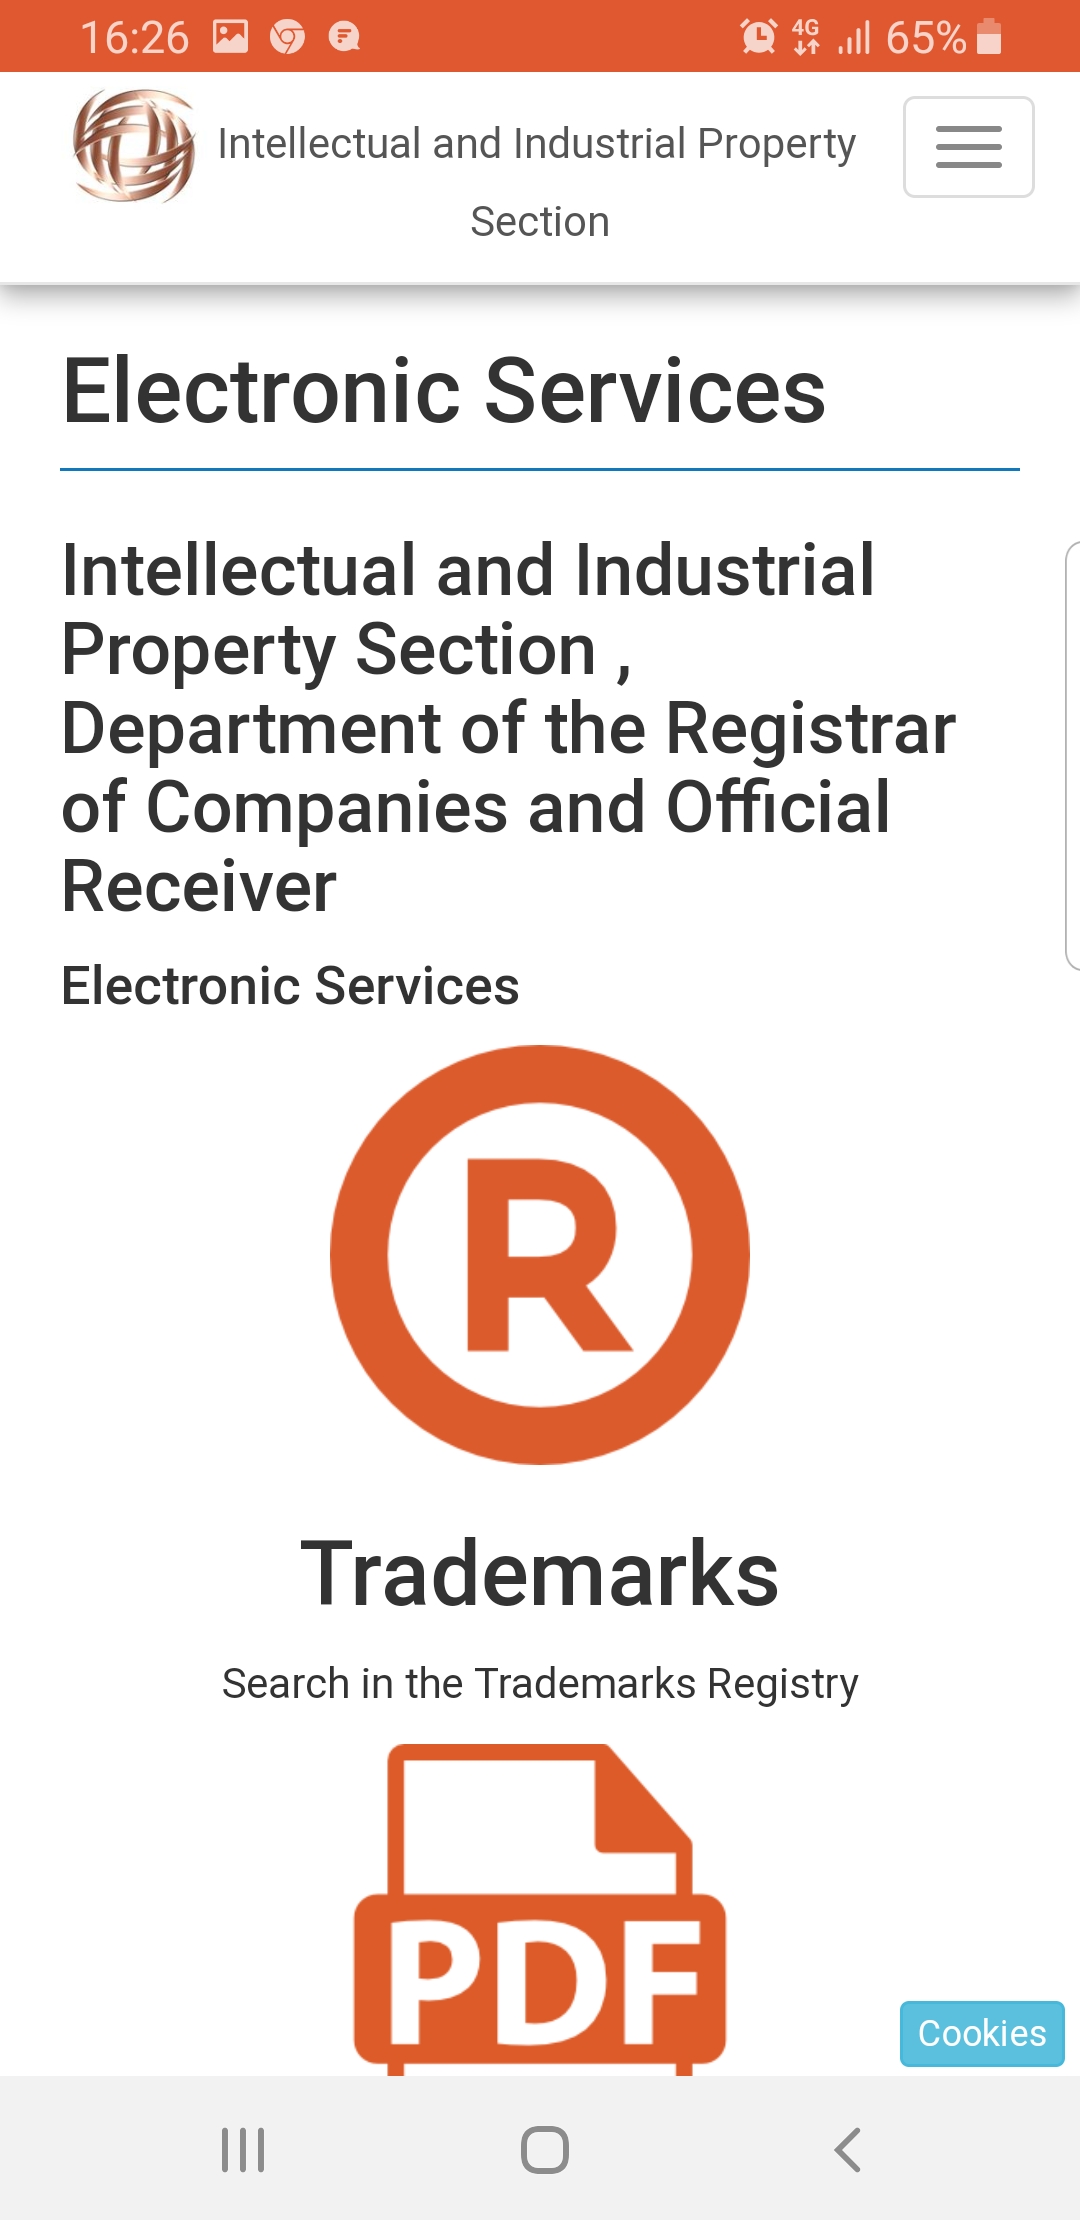 16:26
4G
65%
Intellectual and Industrial Property
Section
Electronic Services
Intellectual and Industrial
Property Section ,
Department of the Registrar
of Companies and Official
Receiver
Electronic Services
R
Trademarks
Search in the Trademarks Registry
PDF
Cookies